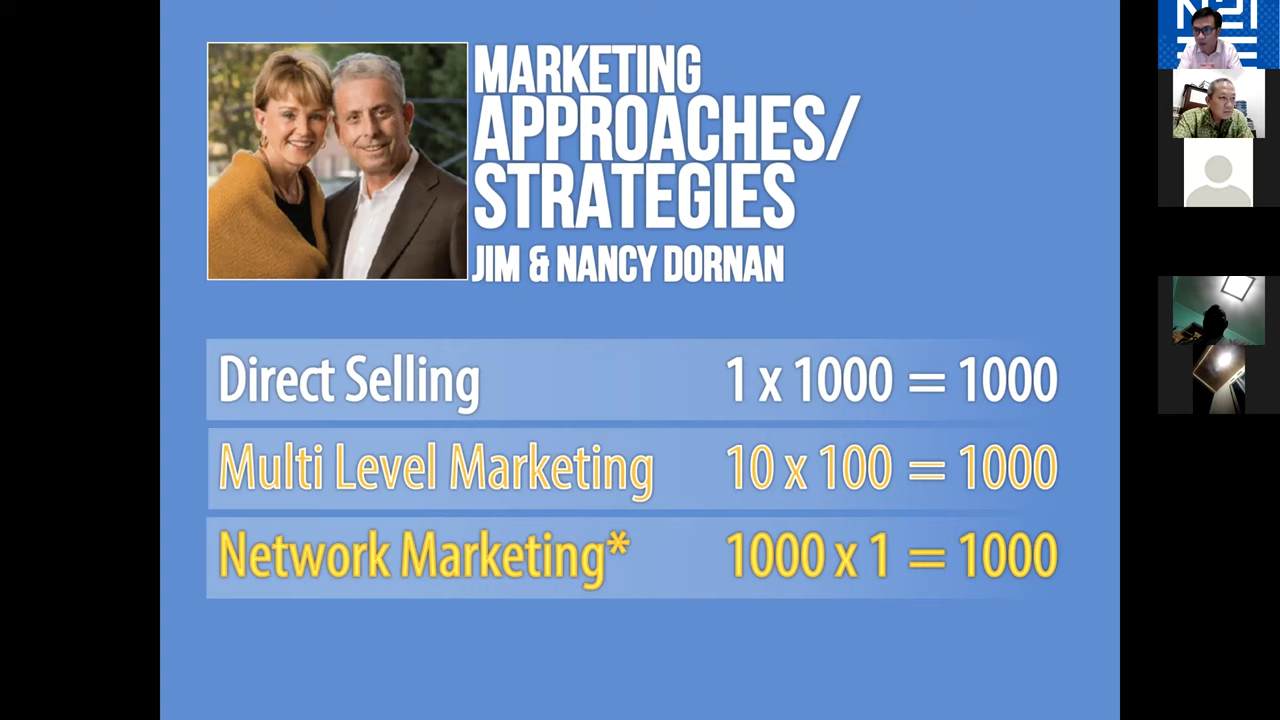 MARKETING
APPROACHES/
STRATEGIES
JIM & NANCY DORNAN
Direct Selling 1 x 1000 = 1000
Multi Level Marketing 10 x 100 = 1000
Network Marketing* 1000 x 1 = 1000